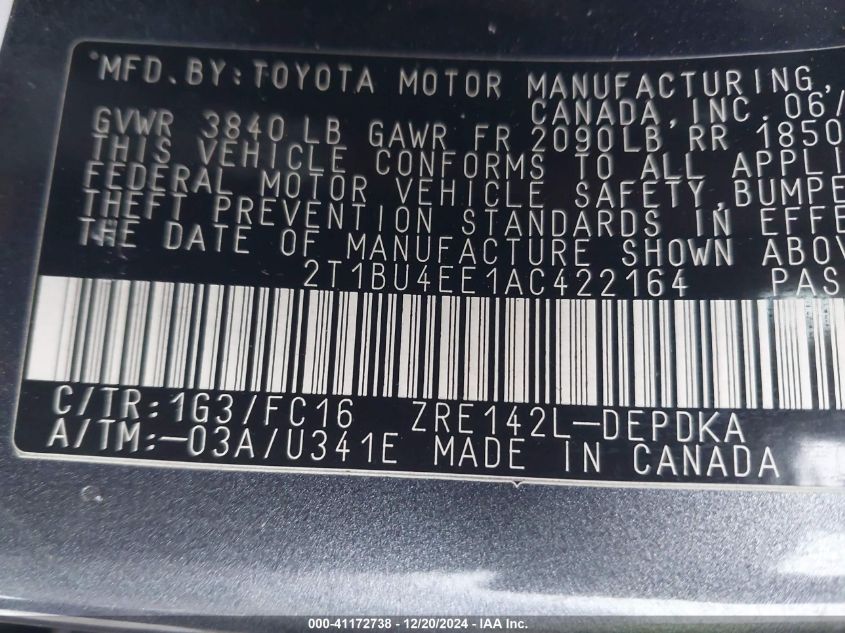 *MFD. BY: TOYOTA MOTOR MANUFACTURING,
CANADA, INC. 06/
GVWR 3840 LB GAWR FR 2090LB RR 1850
THIS VEHICLE CONFORMS TO ALL APPLI
FEDERAL MOTOR VEHICLE SAFETY, BUMPE
THEFT PREVENTION STANDARDS IN EFFE
THE DATE OF MANUFACTURE SHOWN ABOV
2T1BU4EE1AC422164 PAS
C/TR: 1G3/FC16 ZRE142L-DEPDKA
A/TM:-03A/U341E MADE IN CANADA
000-41172738 - 12/20/2024 - IAA Inc.